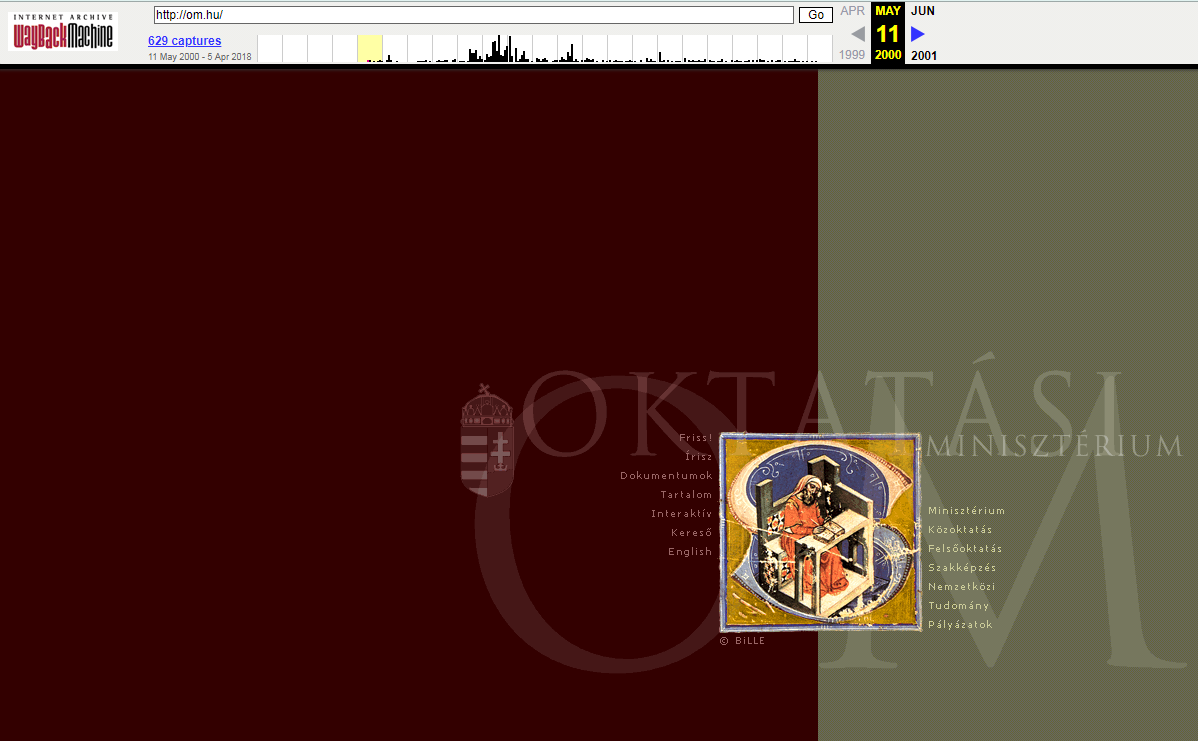 INTERNET ARCHIVE
WayBackMachine
http://om.hu/
Go
629 captures
11 May 2000 - 5 Apr 2018
APR
MAY
JUN
11
1999
2000
2001
OKTATÁSI
MINISZTÉRIUM
OM
Friss!
Írisz
Dokumentumok
Tartalom
Interaktív
Kereső
English
Minisztérium
Közoktatás
Felsőoktatás
Szakképzés
Nemzetközi
Tudomány
Pályázatok
© BiLLE